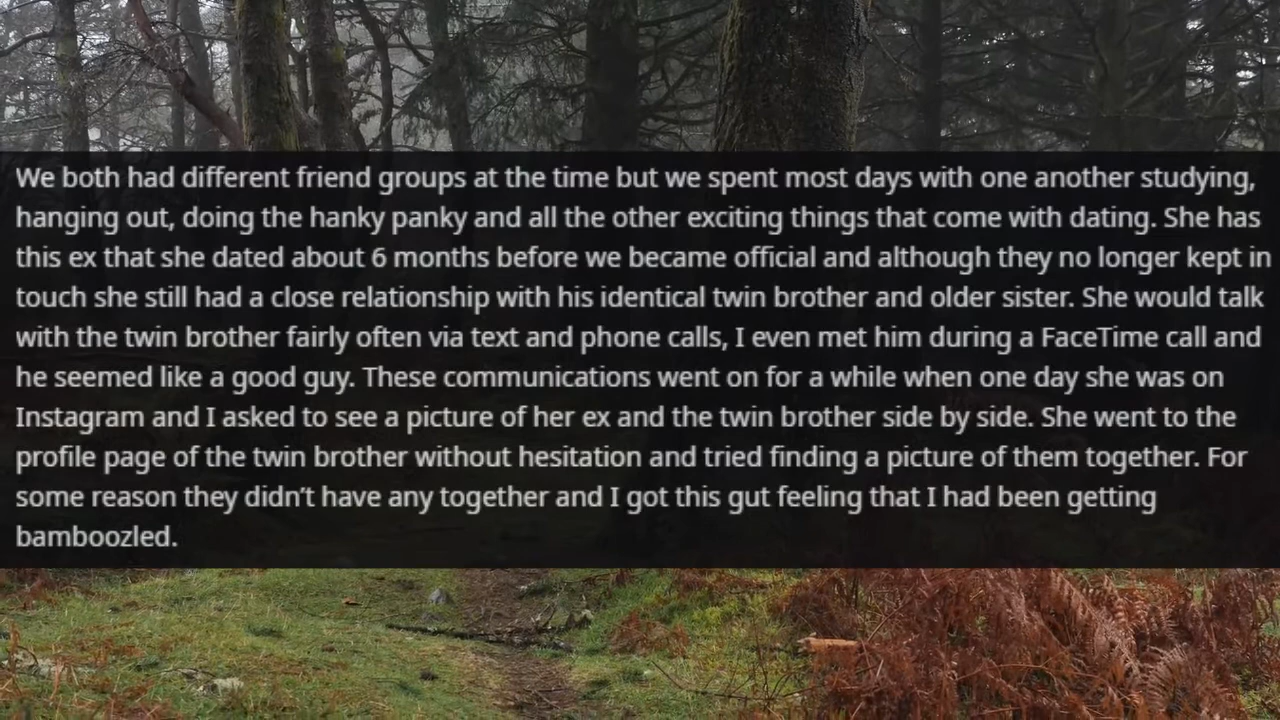 We both had different friend groups at the time but we spent most days with one another studying,
hanging out, doing the hanky panky and all the other exciting things that come with dating. She has
this ex that she dated about 6 months before we became official and although they no longer kept in
touch she still had a close relationship with his identical twin brother and older sister. She would talk
with the twin brother fairly often via text and phone calls, I even met him during a FaceTime call and
he seemed like a good guy. These communications went on for a while when one day she was on
Instagram and I asked to see a picture of her ex and the twin brother side by side. She went to the
profile page of the twin brother without hesitation and tried finding a picture of them together. For
some reason they didn’t have any together and I got this gut feeling that I had been getting
bamboozled.